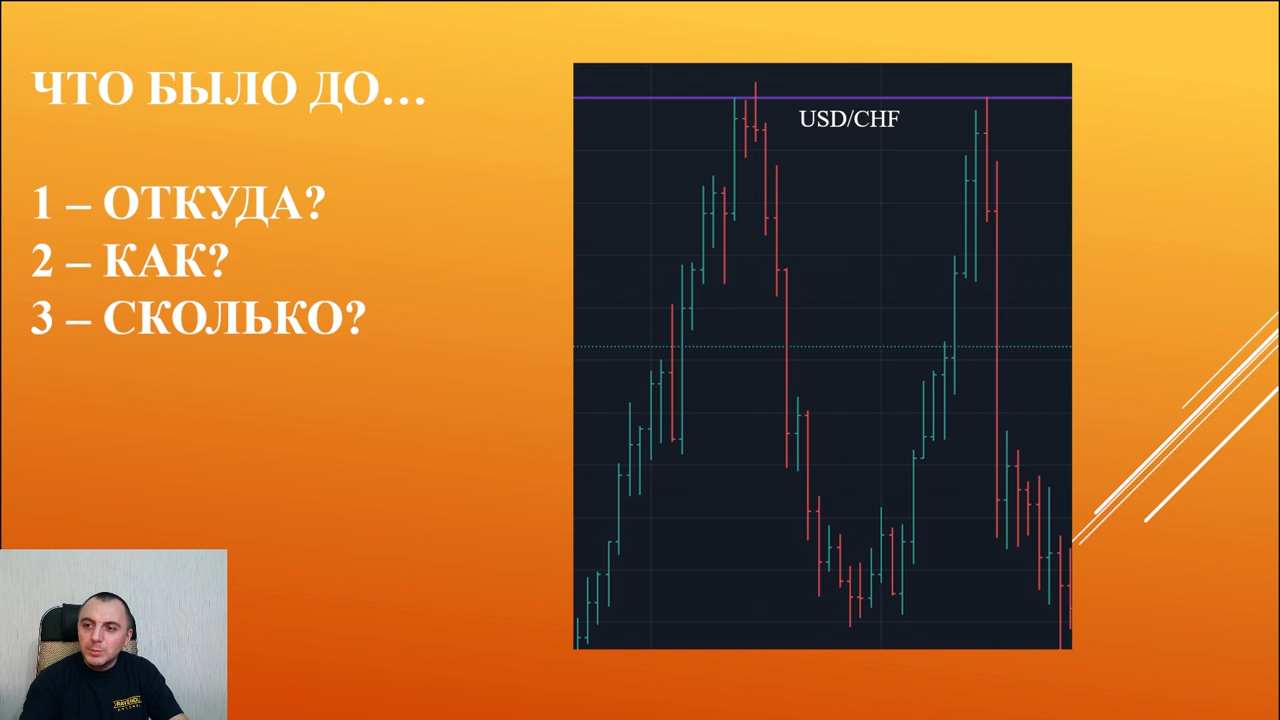 ЧТО БЫЛО ДО...
1 – ОТКУДА?
2 – КАК?
3 – СКОЛЬКО?
USD/CHF